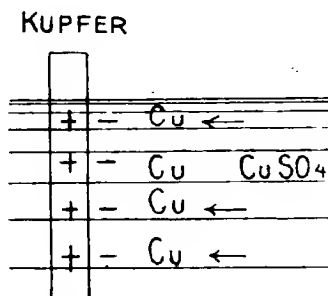 KUPFER
+ – Cu ←
+ – Cu CuSO₄
+ – Cu ←
+ – Cu ←